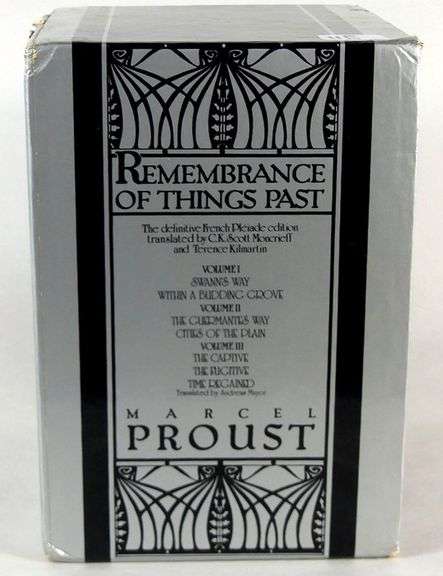 REMEMBRANCE
OF THINGS PAST
The definitive French Pleiade edition
translated by C.K. Scott Moncrieff
and Terence Kilmartin
VOLUME I
SWANN'S WAY
WITHIN A BUDDING GROVE
VOLUME II
THE GUERMANTES WAY
CITIES OF THE PLAIN
VOLUME III
THE CAPTIVE
THE FUGITIVE
TIME REGAINED
Translated by Andreas Mayor
MARCEL
PROUST